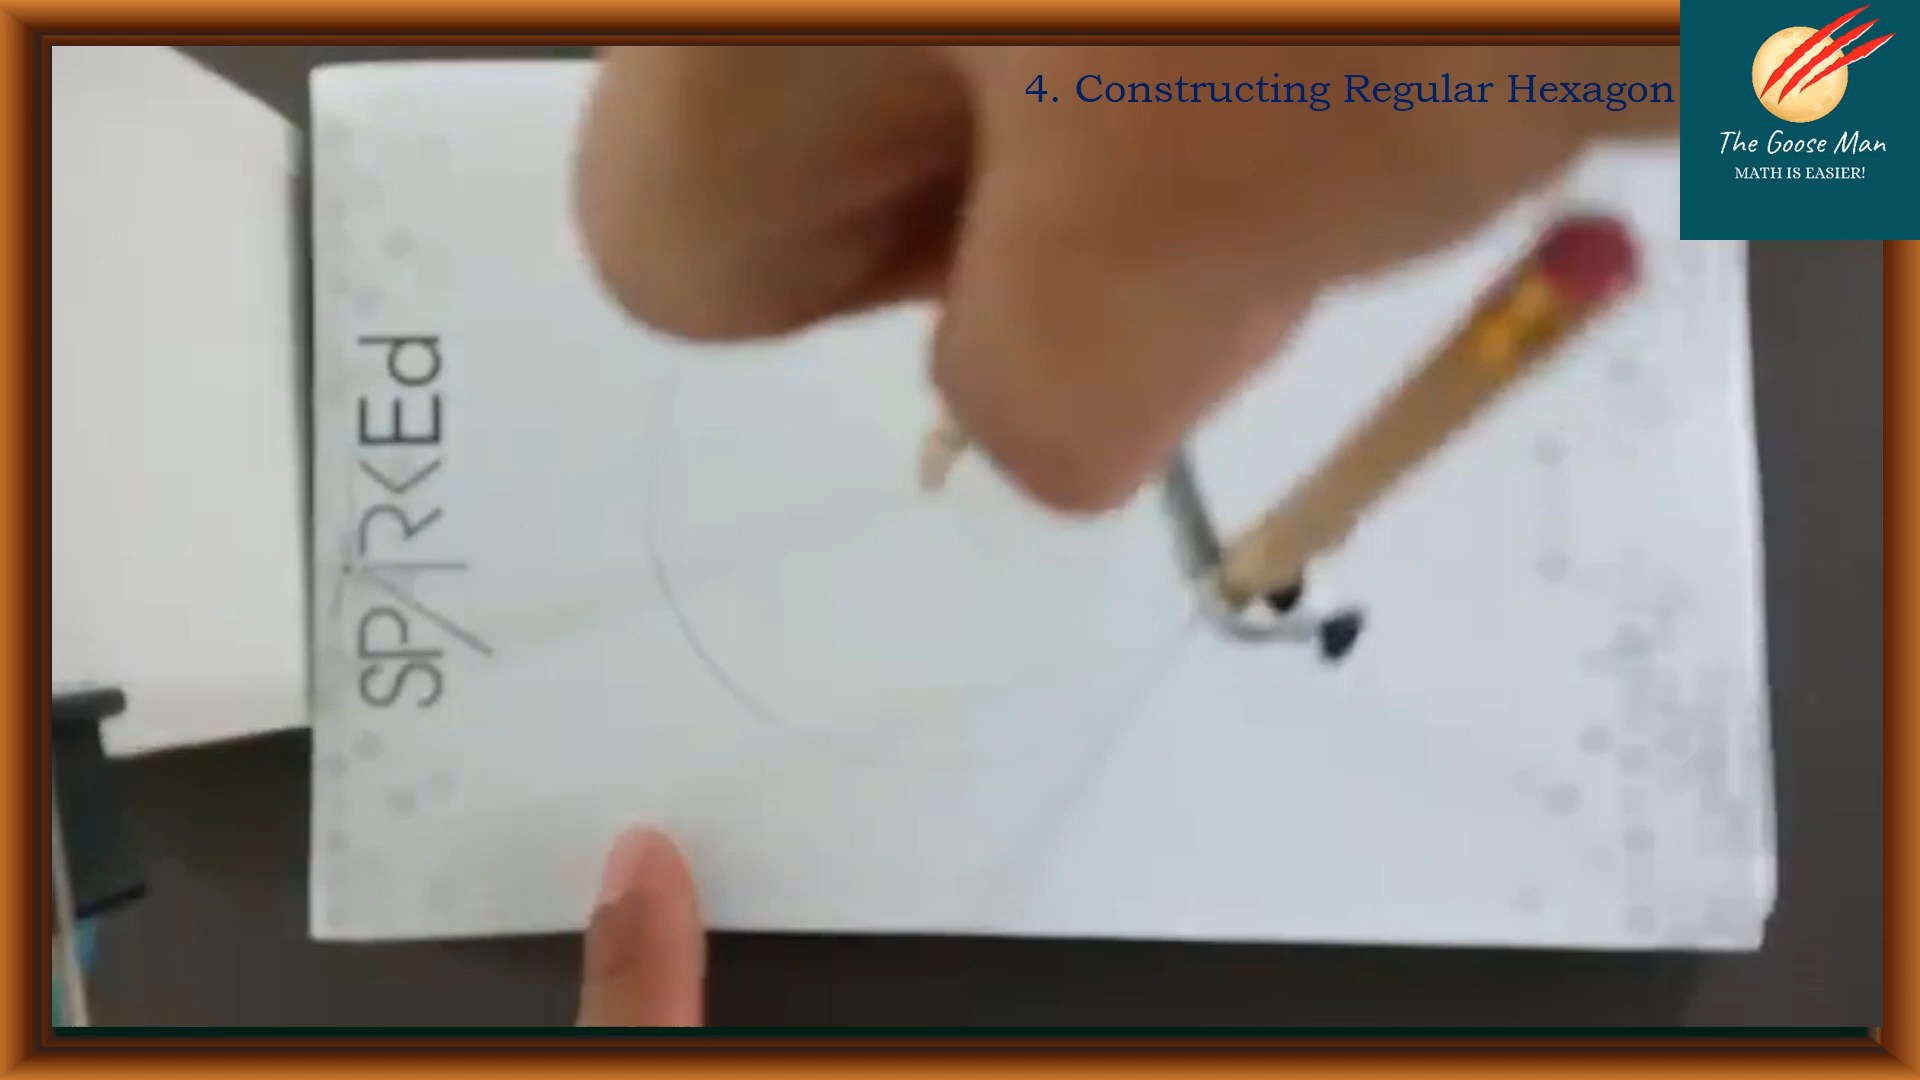 4. Constructing Regular Hexagon
The Goose Man
MATH IS EASIER!
SPARKEd